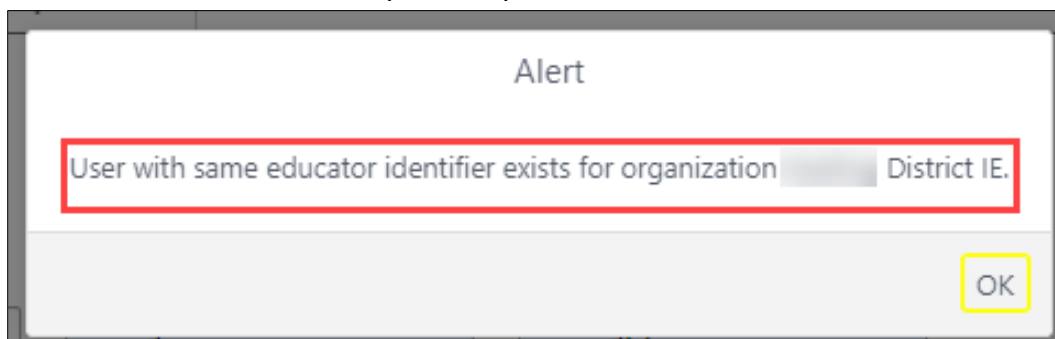 Alert
User with same educator identifier exists for organization District IE.
OK